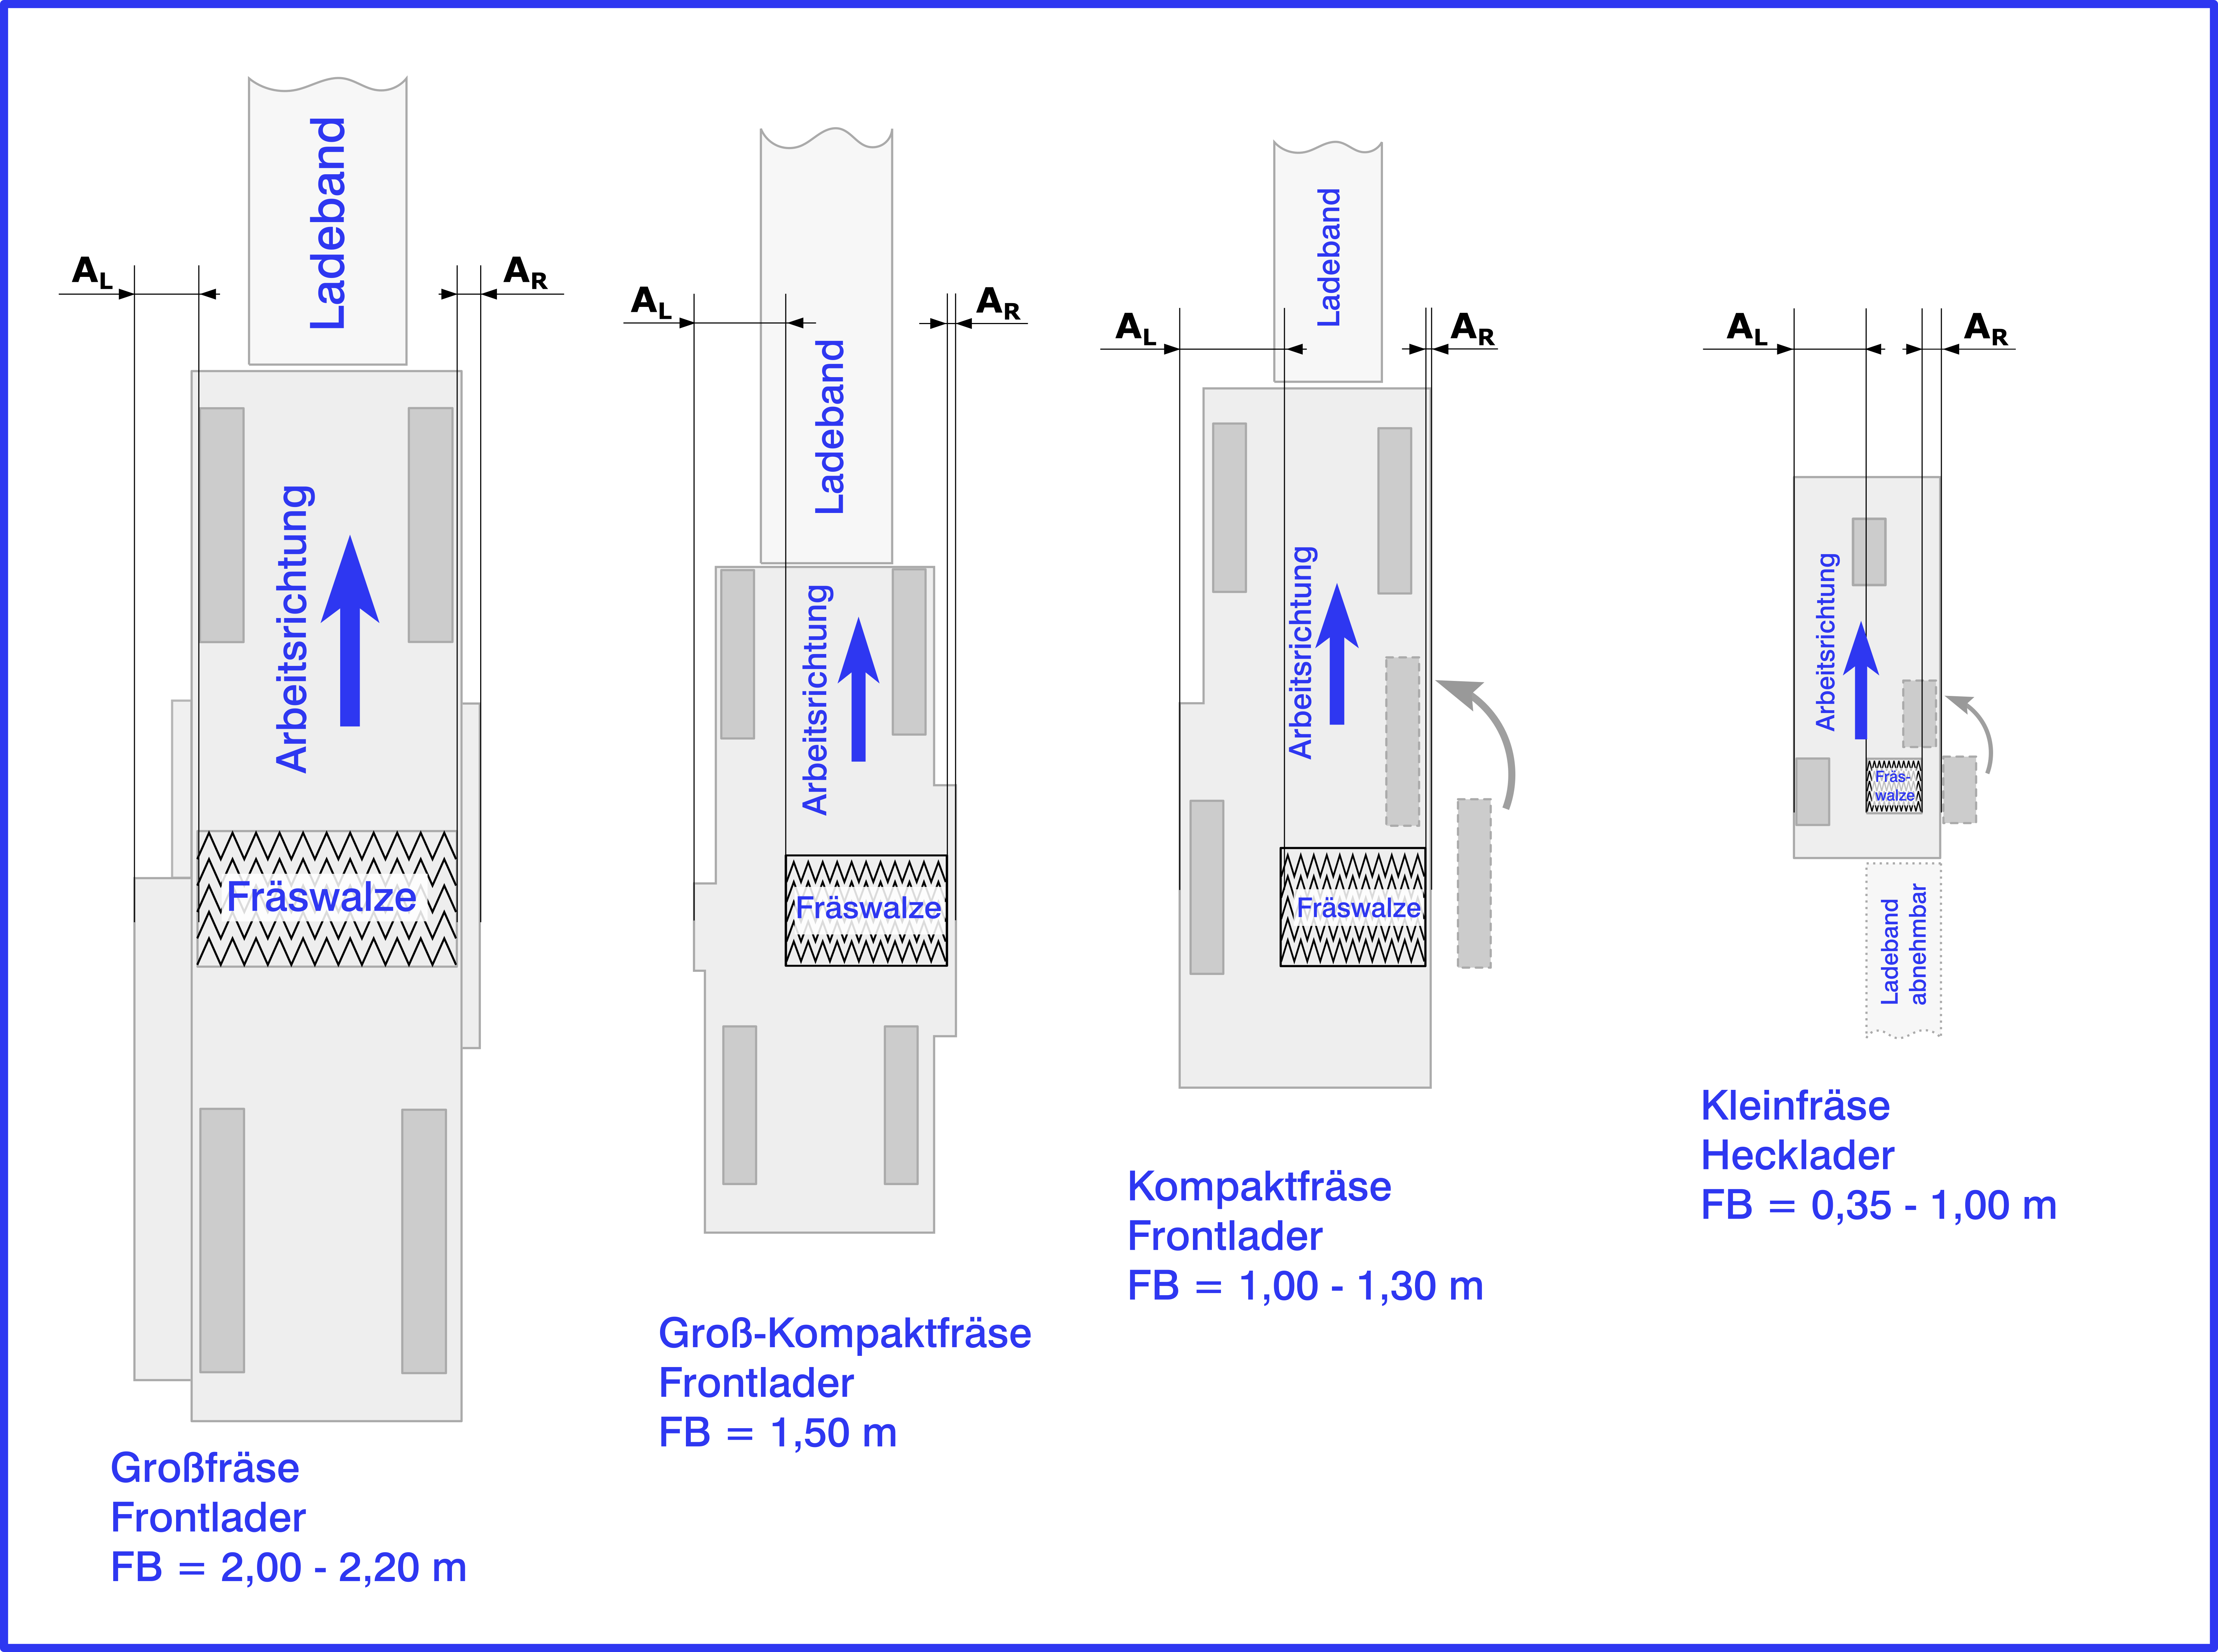 Ladeband
AL
AR
Arbeitsrichtung
Fräswalze
Großfräse
Frontlader
FB = 2,00 - 2,20 m
Ladeband
AL
AR
Arbeitsrichtung
Fräswalze
Groß-Kompaktfräse
Frontlader
FB = 1,50 m
Ladeband
AL
AR
Arbeitsrichtung
Fräswalze
Kompaktfräse
Frontlader
FB = 1,00 - 1,30 m
AL
AR
Arbeitsrichtung
Fräs-
walze
Ladeband
abnehmbar
Kleinfräse
Hecklader
FB = 0,35 - 1,00 m